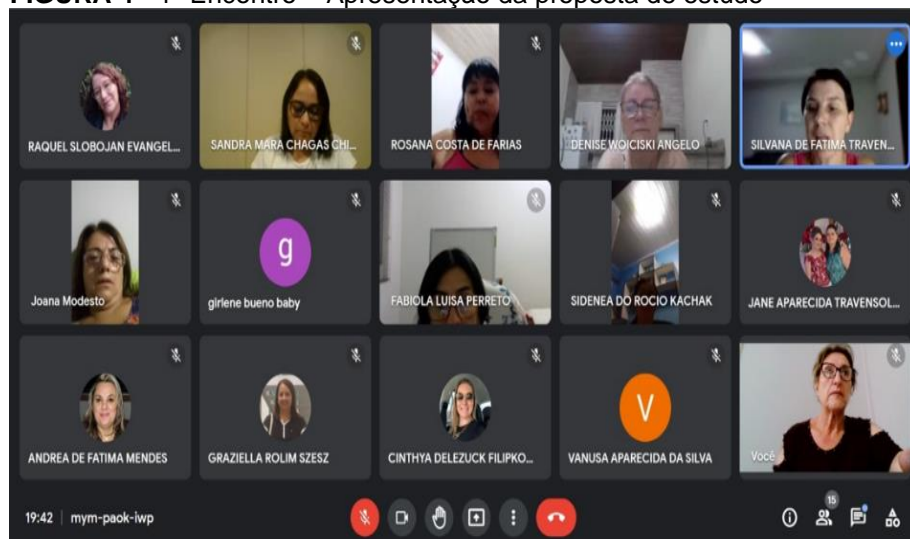 FIGURA 1 - 1º Encontro – Apresentação da proposta do estudo
RAQUEL SLOBOJAN EVANGEL...
SANDRA MARA CHAGAS CHI...
ROSANA COSTA DE FARIAS
DENISE WOICISKI ANGELO
SILVANA DE FATIMA TRAVEN...
Joana Modesto
g
girlene bueno baby
FABIOLA LUISA PERRETO
SIDENEA DO ROCIO KACHAK
JANE APARECIDA TRAVENSOL...
ANDREA DE FATIMA MENDES
GRAZIELLA ROLIM SZESZ
CINTHYA DELEZUCK FILIPKO...
V
VANUSA APARECIDA DA SILVA
Você
19:42 | mym-paok-iwp
15